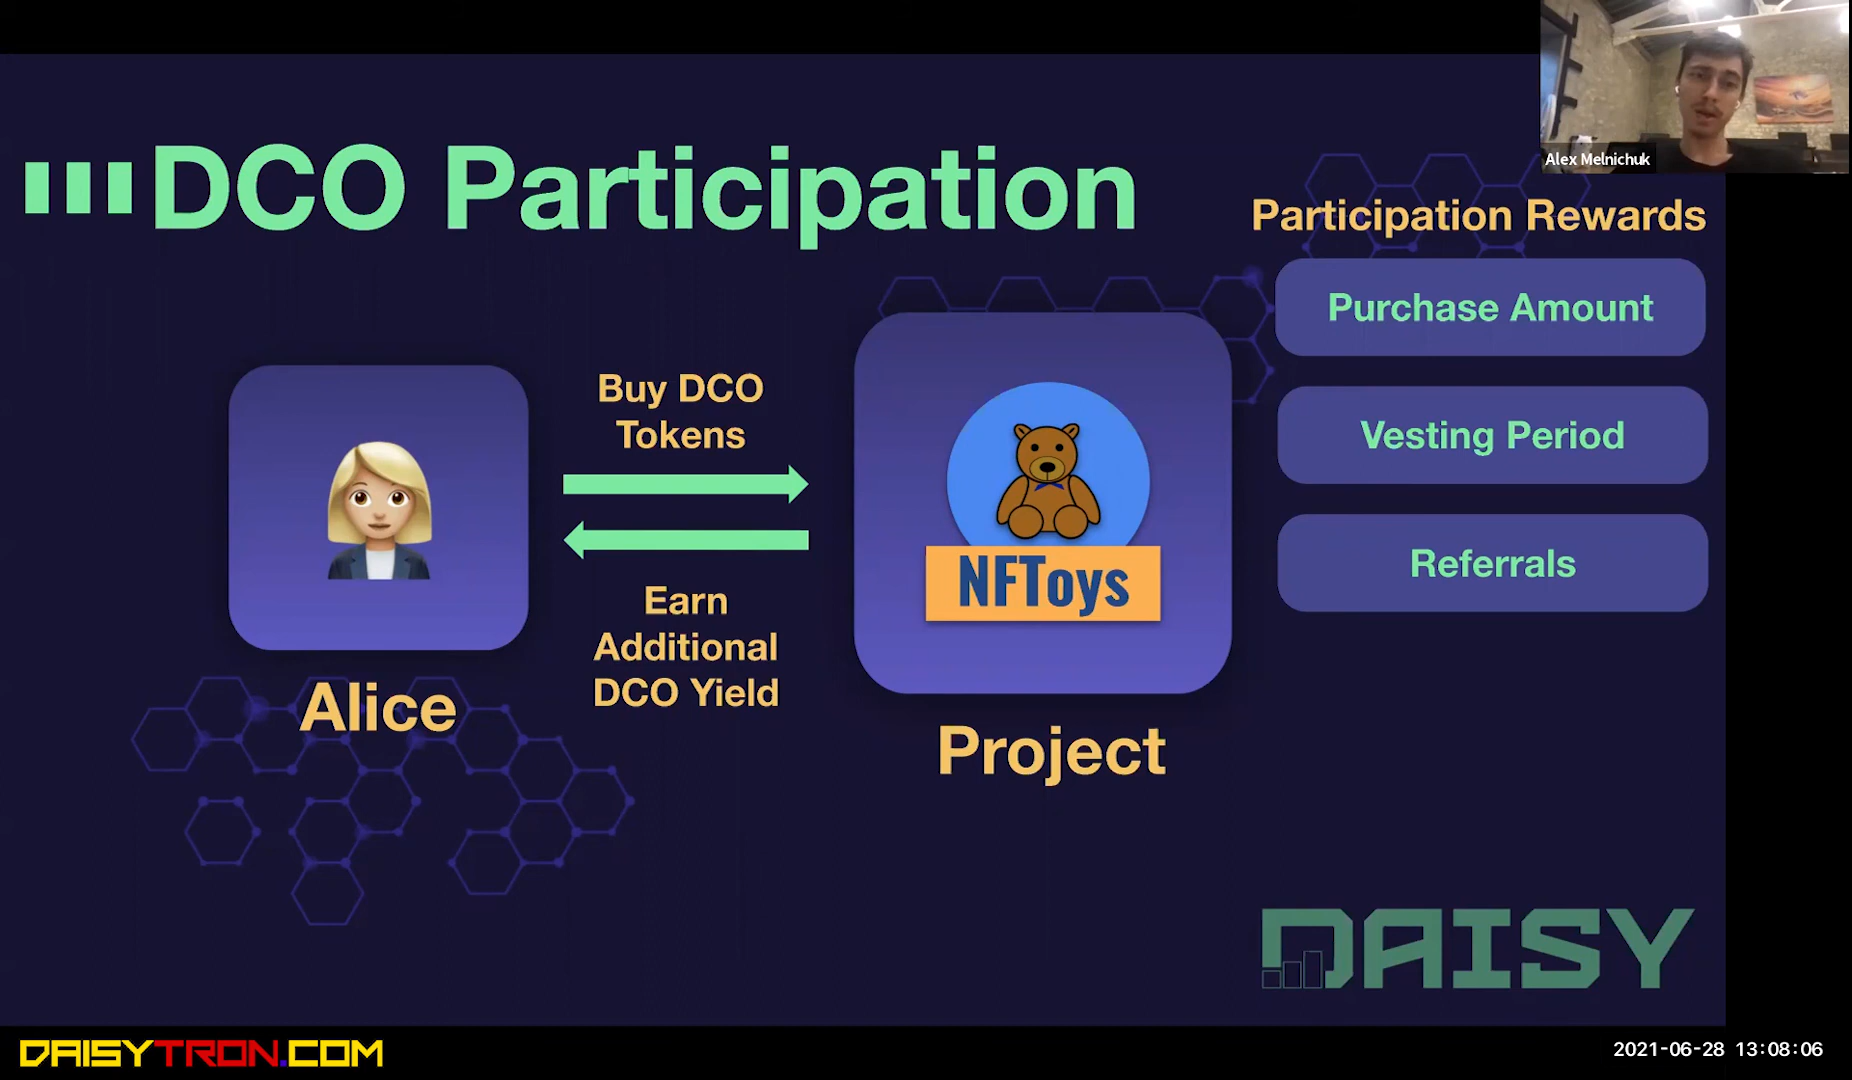 Alex Melnichuk
DCO Participation
Participation Rewards
Purchase Amount
Vesting Period
Referrals
Buy DCO
Tokens
Earn
Additional
DCO Yield
Alice
NFToys
Project
DAISY
DAISYTRON.COM
2021-06-28 13:08:06